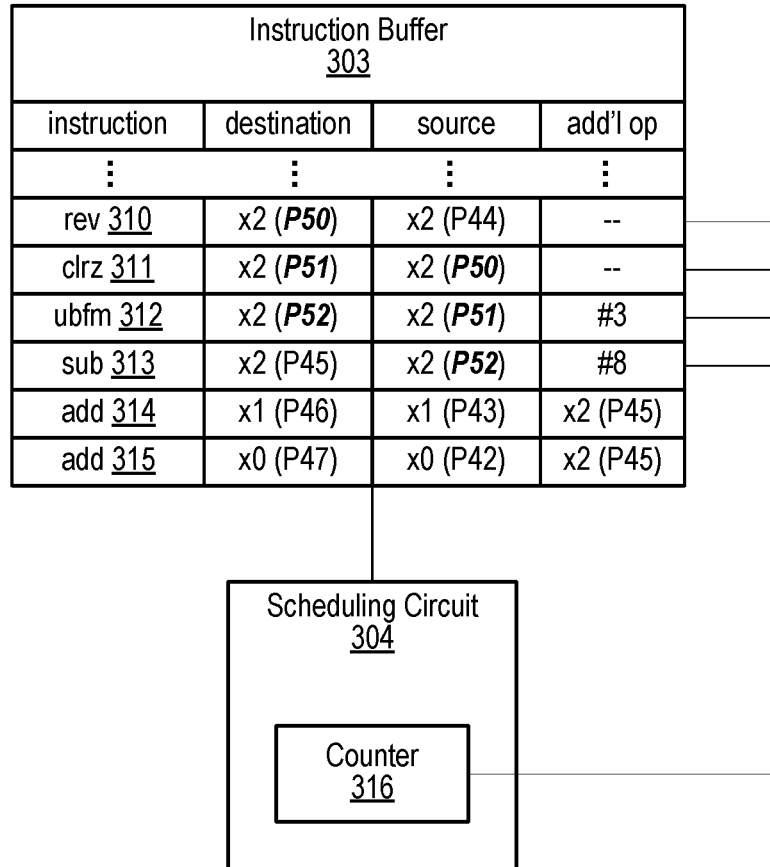 Instruction Buffer
303
instruction destination source add'l op
⋮ ⋮ ⋮ ⋮
rev 310 x2 (P50) x2 (P44) --
clrz 311 x2 (P51) x2 (P50) --
ubfm 312 x2 (P52) x2 (P51) #3
sub 313 x2 (P45) x2 (P52) #8
add 314 x1 (P46) x1 (P43) x2 (P45)
add 315 x0 (P47) x0 (P42) x2 (P45)
Scheduling Circuit
304
Counter
316